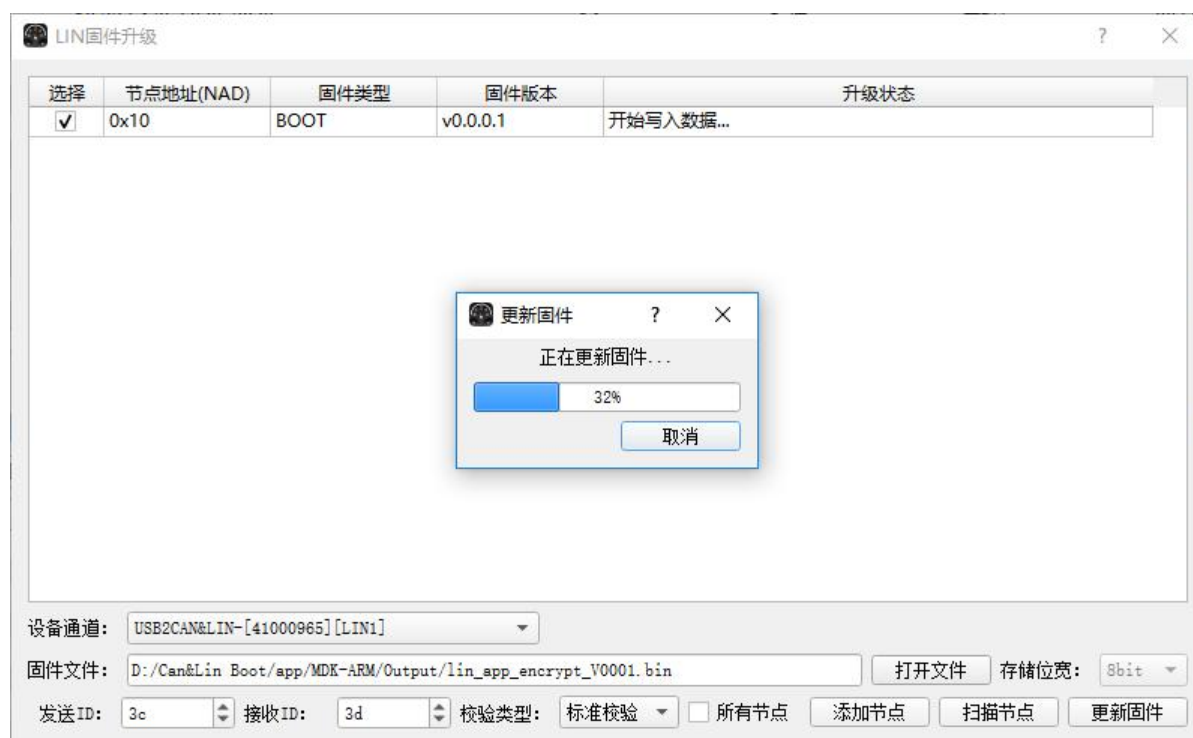 LIN固件升级
选择 节点地址(NAD) 固件类型 固件版本 升级状态
0x10 BOOT v0.0.0.1 开始写入数据...
更新固件 ?
正在更新固件...
32%
取消
设备通道: USB2CAN&LIN-[41000965][LIN1]
固件文件: D:/Can&Lin Boot/app/MDK-ARM/Output/lin_app_encrypt_V0001.bin 打开文件 存储位宽: 8bit
发送ID: 3c 接收ID: 3d 校验类型: 标准校验 所有节点 添加节点 扫描节点 更新固件